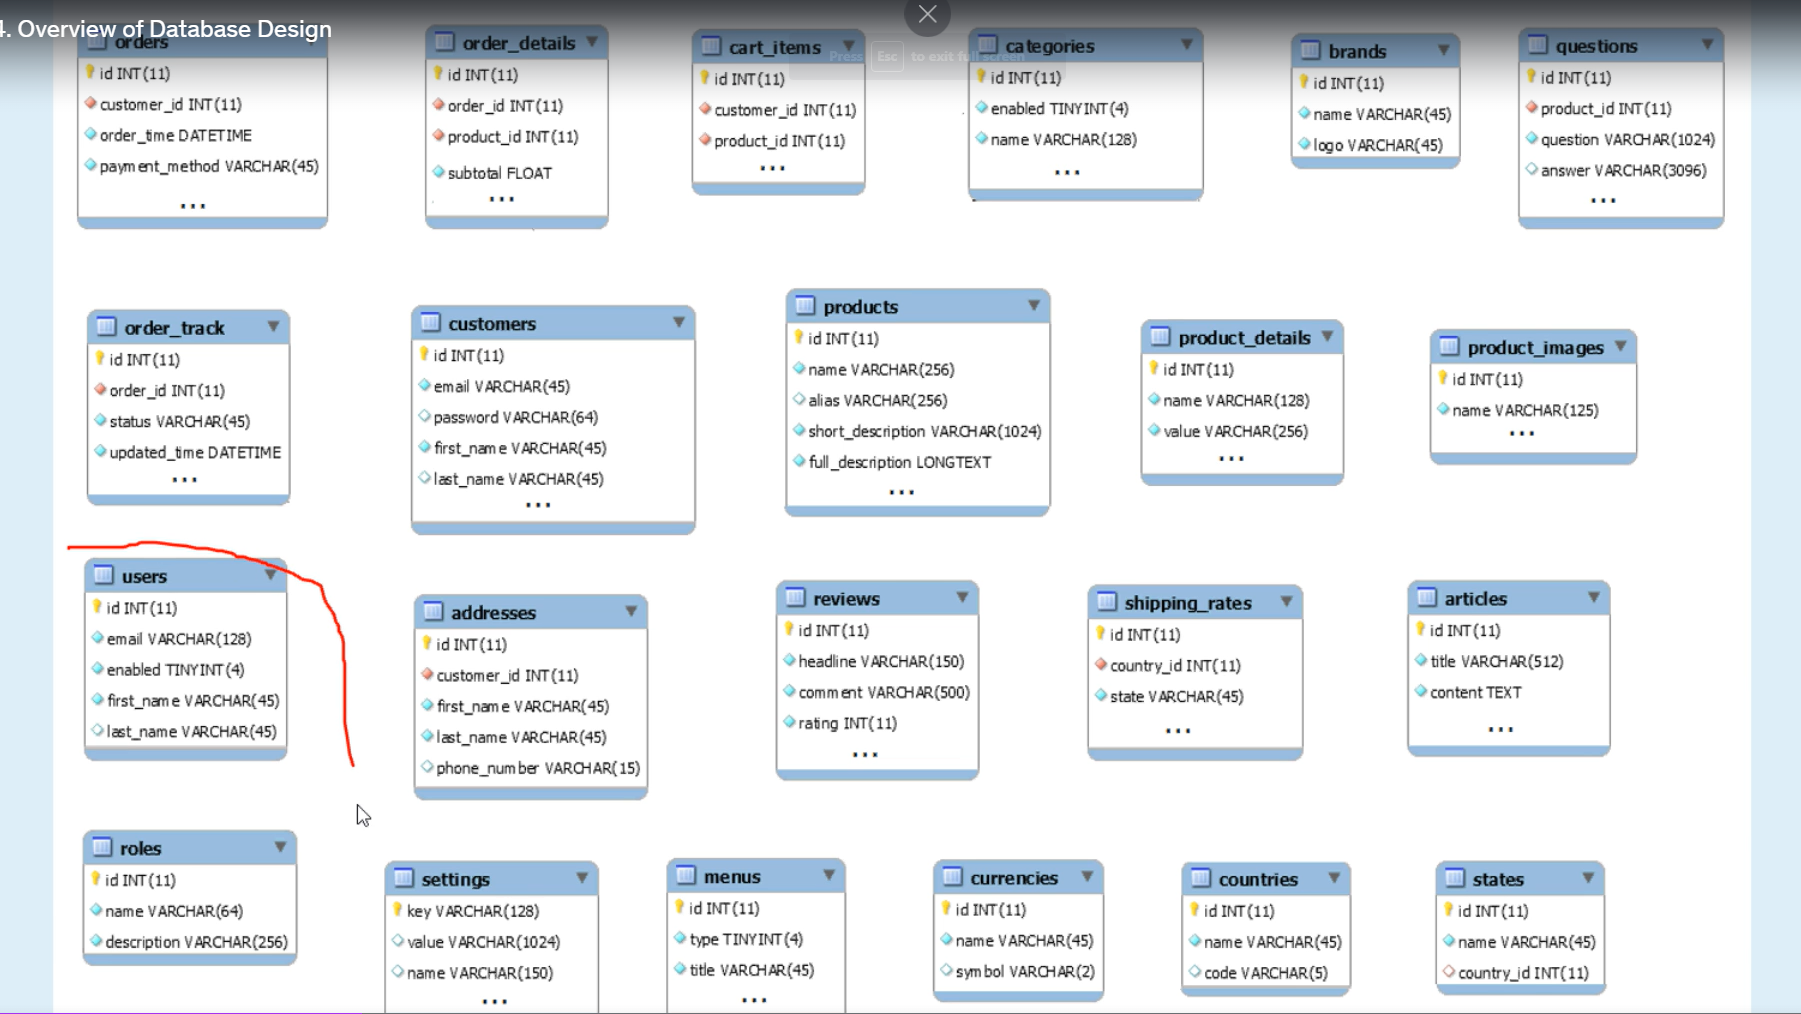 4. Overview of Database Design
Press Esc to exit full screen
orders
id INT(11)
customer_id INT(11)
order_time DATETIME
payment_method VARCHAR(45)
...
order_details
id INT(11)
order_id INT(11)
product_id INT(11)
subtotal FLOAT
...
cart_items
id INT(11)
customer_id INT(11)
product_id INT(11)
...
categories
id INT(11)
enabled TINYINT(4)
name VARCHAR(128)
...
brands
id INT(11)
name VARCHAR(45)
logo VARCHAR(45)
questions
id INT(11)
product_id INT(11)
question VARCHAR(1024)
answer VARCHAR(3096)
...
order_track
id INT(11)
order_id INT(11)
status VARCHAR(45)
updated_time DATETIME
...
customers
id INT(11)
email VARCHAR(45)
password VARCHAR(64)
first_name VARCHAR(45)
last_name VARCHAR(45)
...
products
id INT(11)
name VARCHAR(256)
alias VARCHAR(256)
short_description VARCHAR(1024)
full_description LONGTEXT
...
product_details
id INT(11)
name VARCHAR(128)
value VARCHAR(256)
...
product_images
id INT(11)
name VARCHAR(125)
...
users
id INT(11)
email VARCHAR(128)
enabled TINYINT(4)
first_name VARCHAR(45)
last_name VARCHAR(45)
addresses
id INT(11)
customer_id INT(11)
first_name VARCHAR(45)
last_name VARCHAR(45)
phone_number VARCHAR(15)
reviews
id INT(11)
headline VARCHAR(150)
comment VARCHAR(500)
rating INT(11)
...
shipping_rates
id INT(11)
country_id INT(11)
state VARCHAR(45)
...
articles
id INT(11)
title VARCHAR(512)
content TEXT
...
roles
id INT(11)
name VARCHAR(64)
description VARCHAR(256)
settings
key VARCHAR(128)
value VARCHAR(1024)
name VARCHAR(150)
...
menus
id INT(11)
type TINYINT(4)
title VARCHAR(45)
...
currencies
id INT(11)
name VARCHAR(45)
symbol VARCHAR(2)
countries
id INT(11)
name VARCHAR(45)
code VARCHAR(5)
states
id INT(11)
name VARCHAR(45)
country_id INT(11)